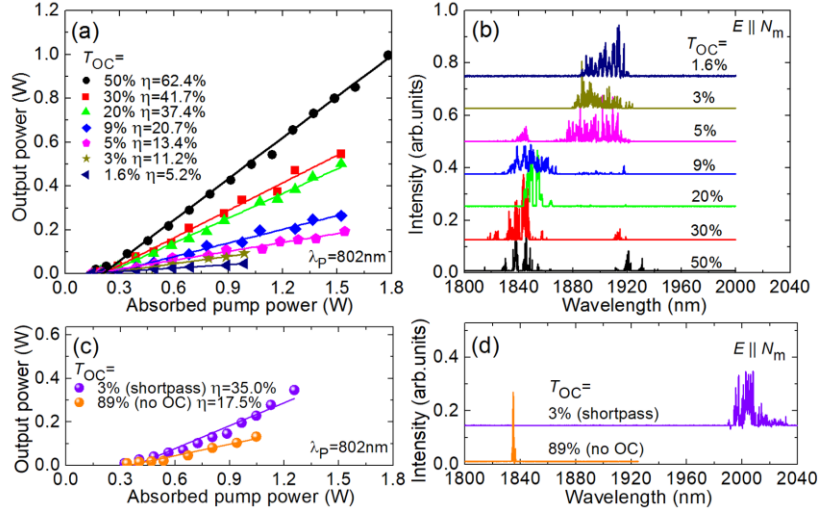 (a)
T_OC=
50% η=62.4%
30% η=41.7%
20% η=37.4%
9% η=20.7%
5% η=13.4%
3% η=11.2%
1.6% η=5.2%
λ_P=802nm
Output power (W)
1.2
1.0
0.8
0.6
0.4
0.2
0.0
0.0 0.3 0.6 0.9 1.2 1.5 1.8
Absorbed pump power (W)
(b)
E || N_m
T_OC=
1.6%
3%
5%
9%
20%
30%
50%
Intensity (arb.units)
1.0
0.8
0.6
0.4
0.2
0.0
1800 1840 1880 1920 1960 2000 2040
Wavelength (nm)
(c)
T_OC=
3% (shortpass) η=35.0%
89% (no OC) η=17.5%
λ_P=802nm
Output power (W)
0.6
0.4
0.2
0.0
0.0 0.3 0.6 0.9 1.2 1.5 1.8
Absorbed pump power (W)
(d)
E || N_m
T_OC=
3% (shortpass)
89% (no OC)
Intensity (arb.units)
0.4
0.2
0.0
1800 1840 1880 1920 1960 2000 2040
Wavelength (nm)